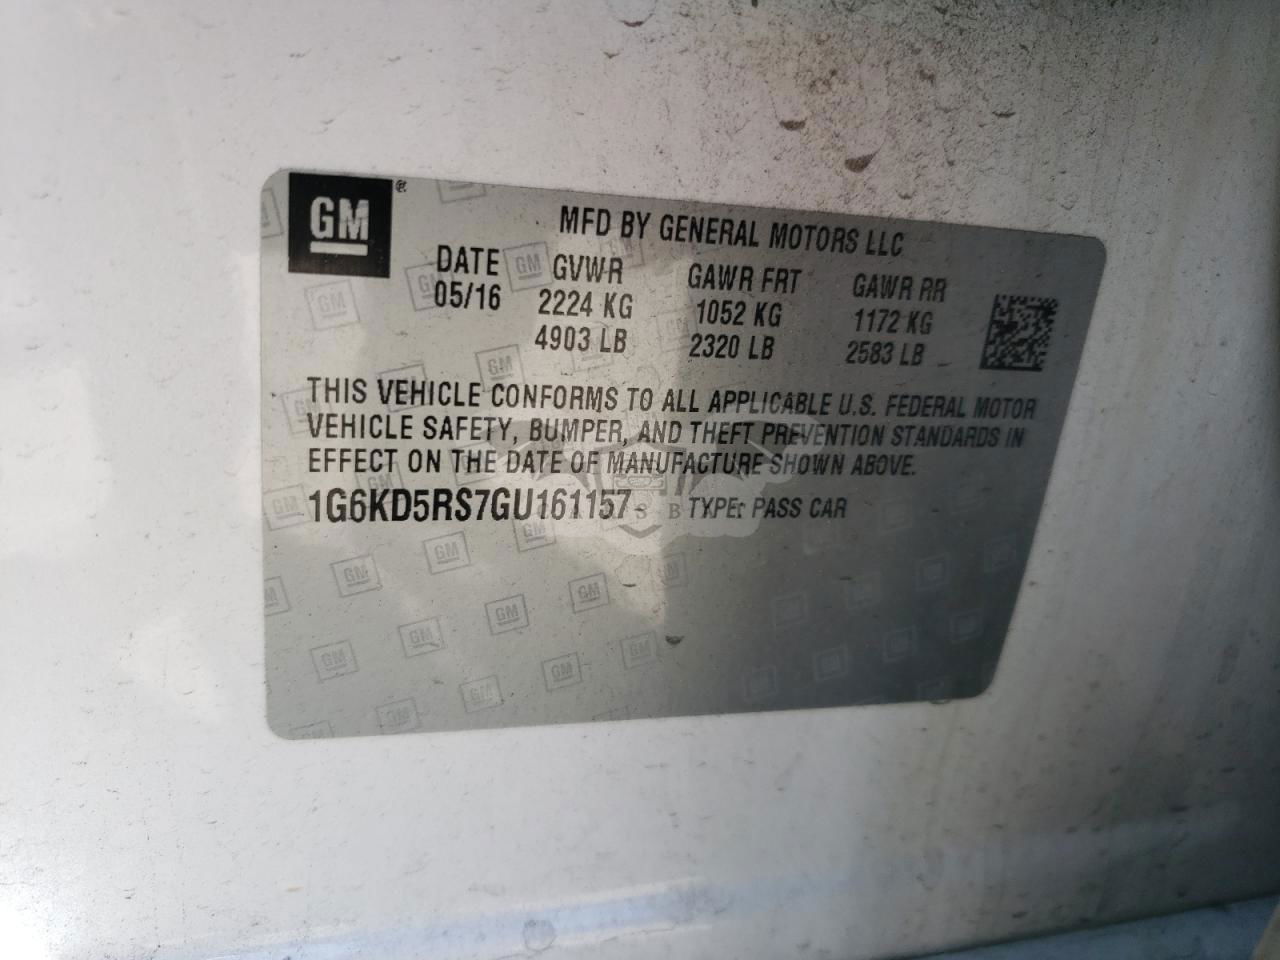 GM ®
MFD BY GENERAL MOTORS LLC
DATE GVWR GAWR FRT GAWR RR
05/16 2224 KG 1052 KG 1172 KG
4903 LB 2320 LB 2583 LB
THIS VEHICLE CONFORMS TO ALL APPLICABLE U.S. FEDERAL MOTOR
VEHICLE SAFETY, BUMPER, AND THEFT PREVENTION STANDARDS IN
EFFECT ON THE DATE OF MANUFACTURE SHOWN ABOVE.
1G6KD5RS7GU161157 TYPE: PASS CAR